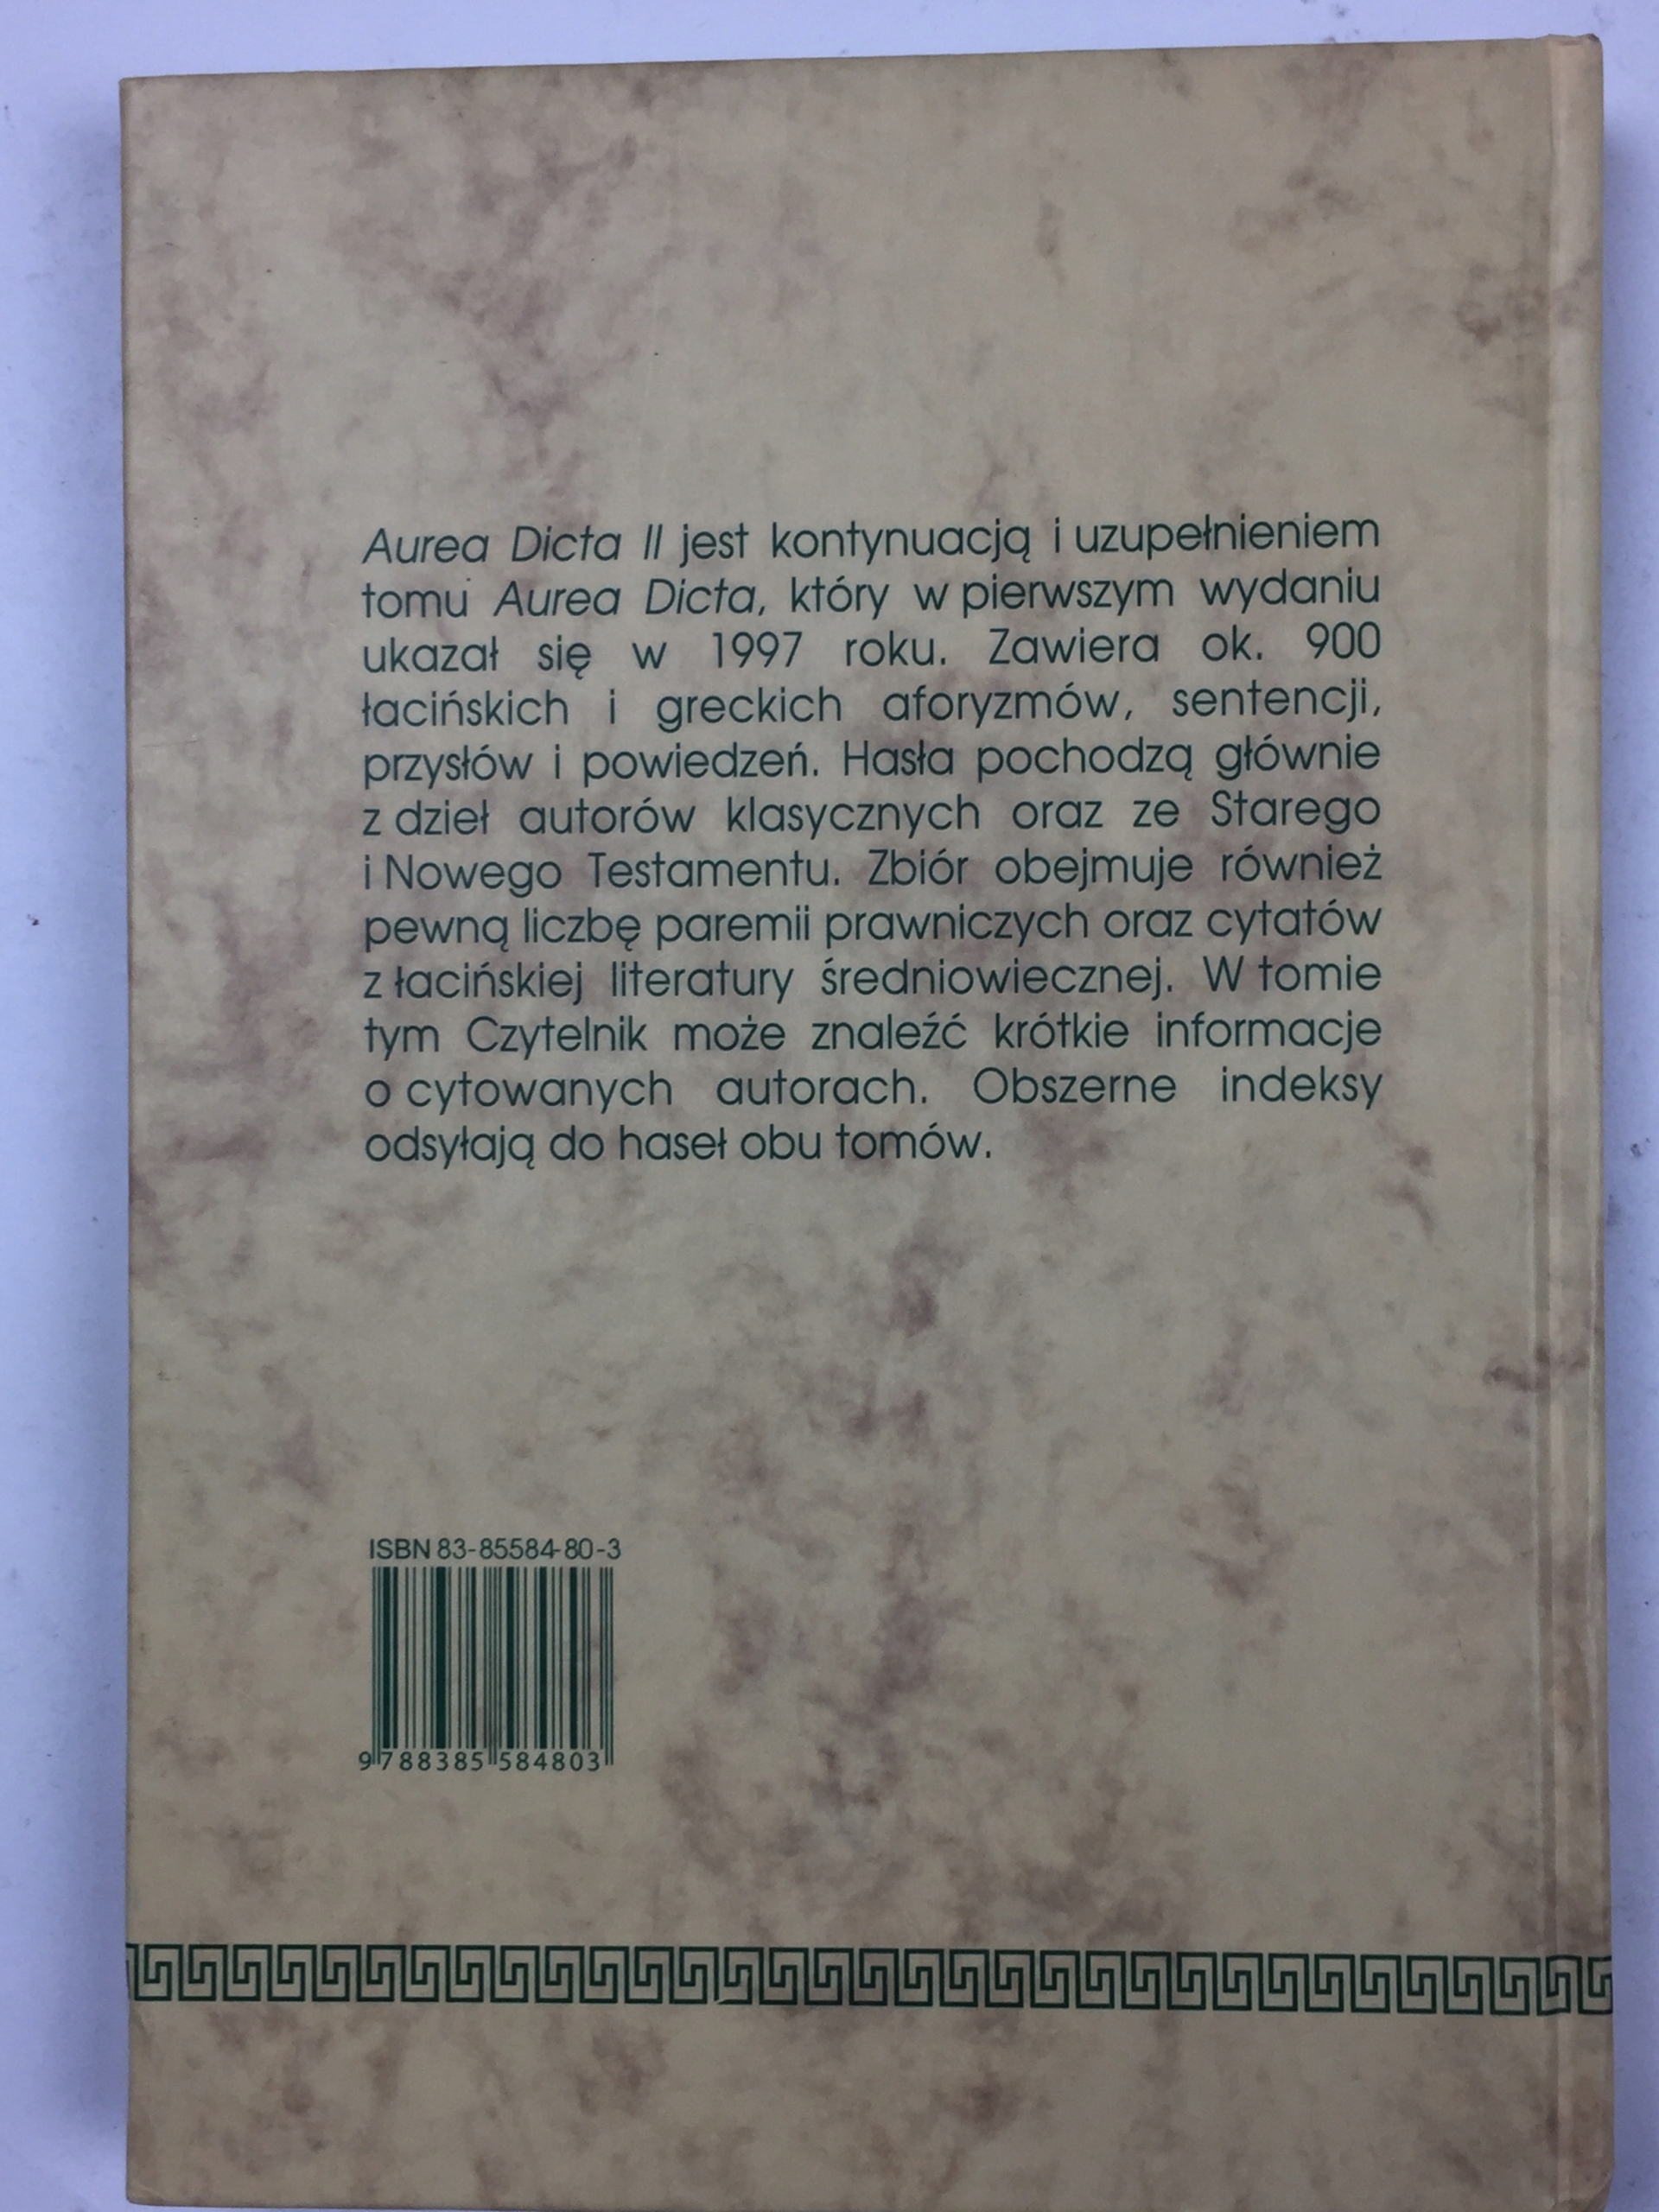 Aurea Dicta II jest kontynuacją i uzupełnieniem
tomu Aurea Dicta, który w pierwszym wydaniu
ukazał się w 1997 roku. Zawiera ok. 900
łacińskich i greckich aforyzmów, sentencji,
przysłów i powiedzeń. Hasła pochodzą głównie
z dzieł autorów klasycznych oraz ze Starego
i Nowego Testamentu. Zbiór obejmuje również
pewną liczbę paremii prawniczych oraz cytatów
z łacińskiej literatury średniowiecznej. W tomie
tym Czytelnik może znaleźć krótkie informacje
o cytowanych autorach. Obszerne indeksy
odsyłają do haseł obu tomów.
ISBN 83-85584-80-3
9 788385 584803